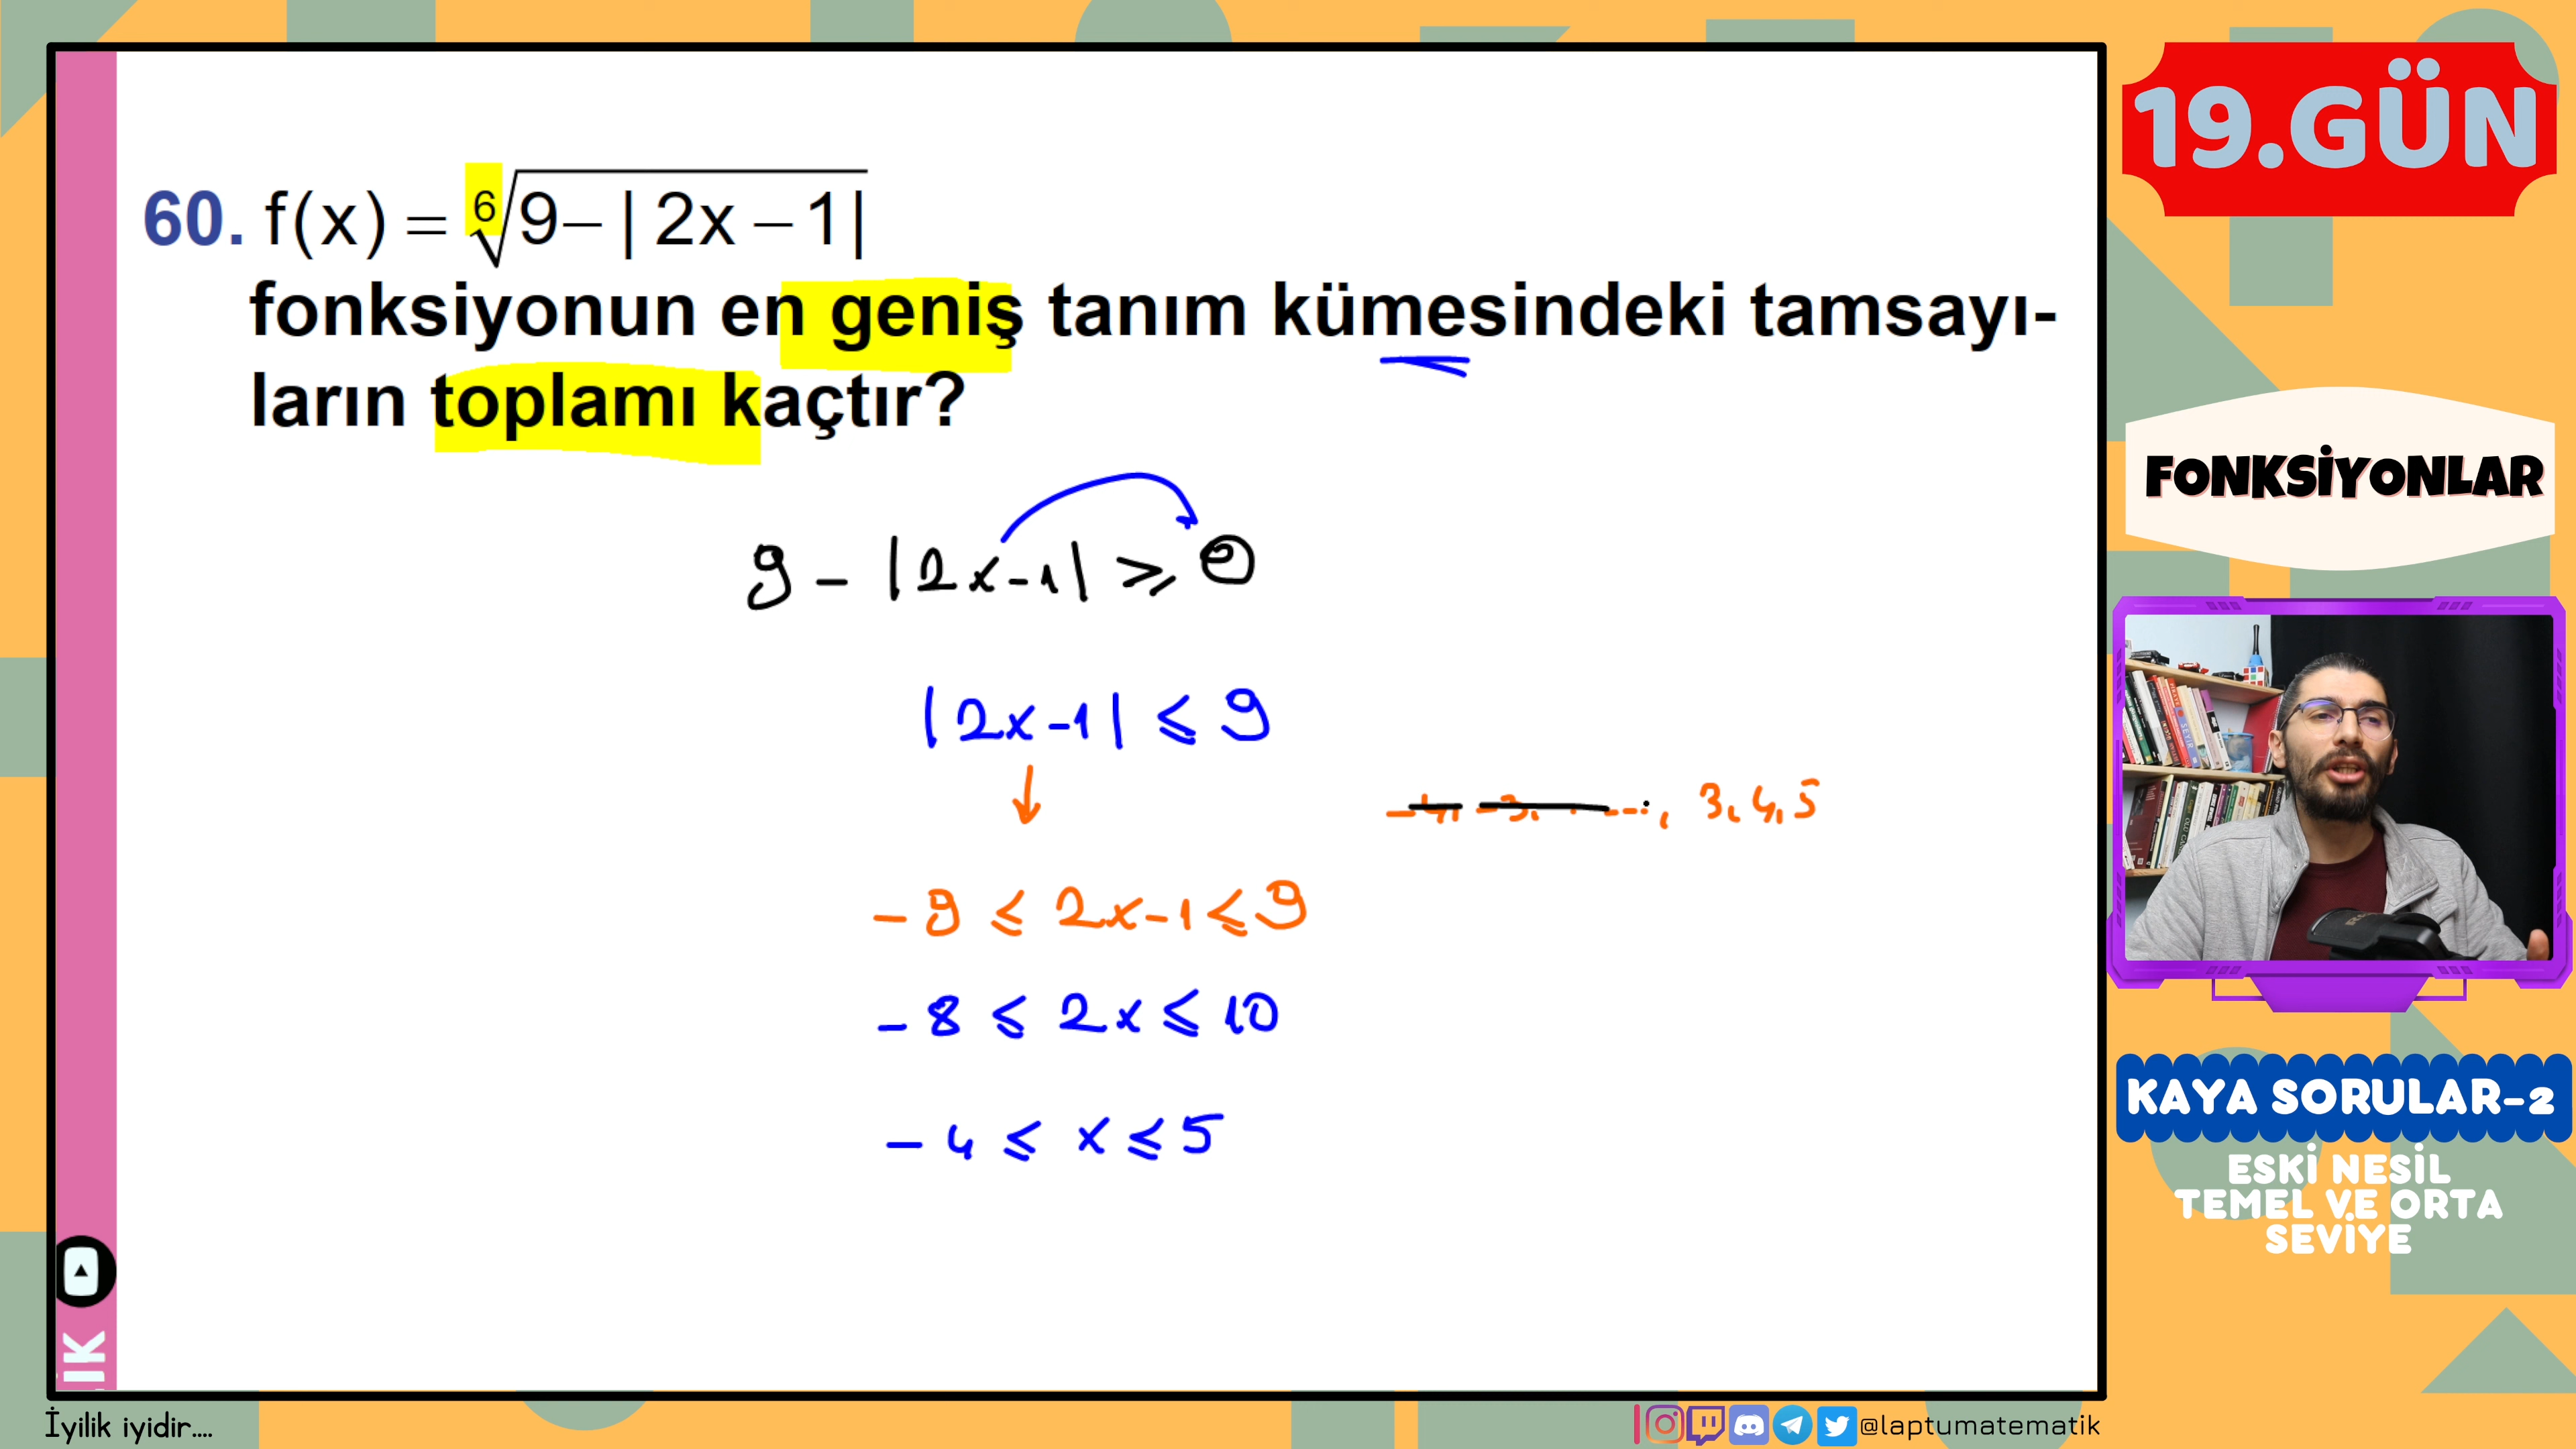 19.GÜN
60. f(x) = ⁶√9–| 2x – 1|
fonksiyonun en geniş tanım kümesindeki tamsayı-
ların toplamı kaçtır?
9 - |2x-1| ≥ 0
|2x-1| ≤ 9
-4, -3, . ---, 3, 4, 5
-9 ≤ 2x-1 ≤ 9
-8 ≤ 2x ≤ 10
-4 ≤ x ≤ 5
FONKSİYONLAR
KAYA SORULAR-2
ESKİ NESİL
TEMEL VE ORTA
SEVİYE
İK
İyilik iyidir....
@laptumatematik